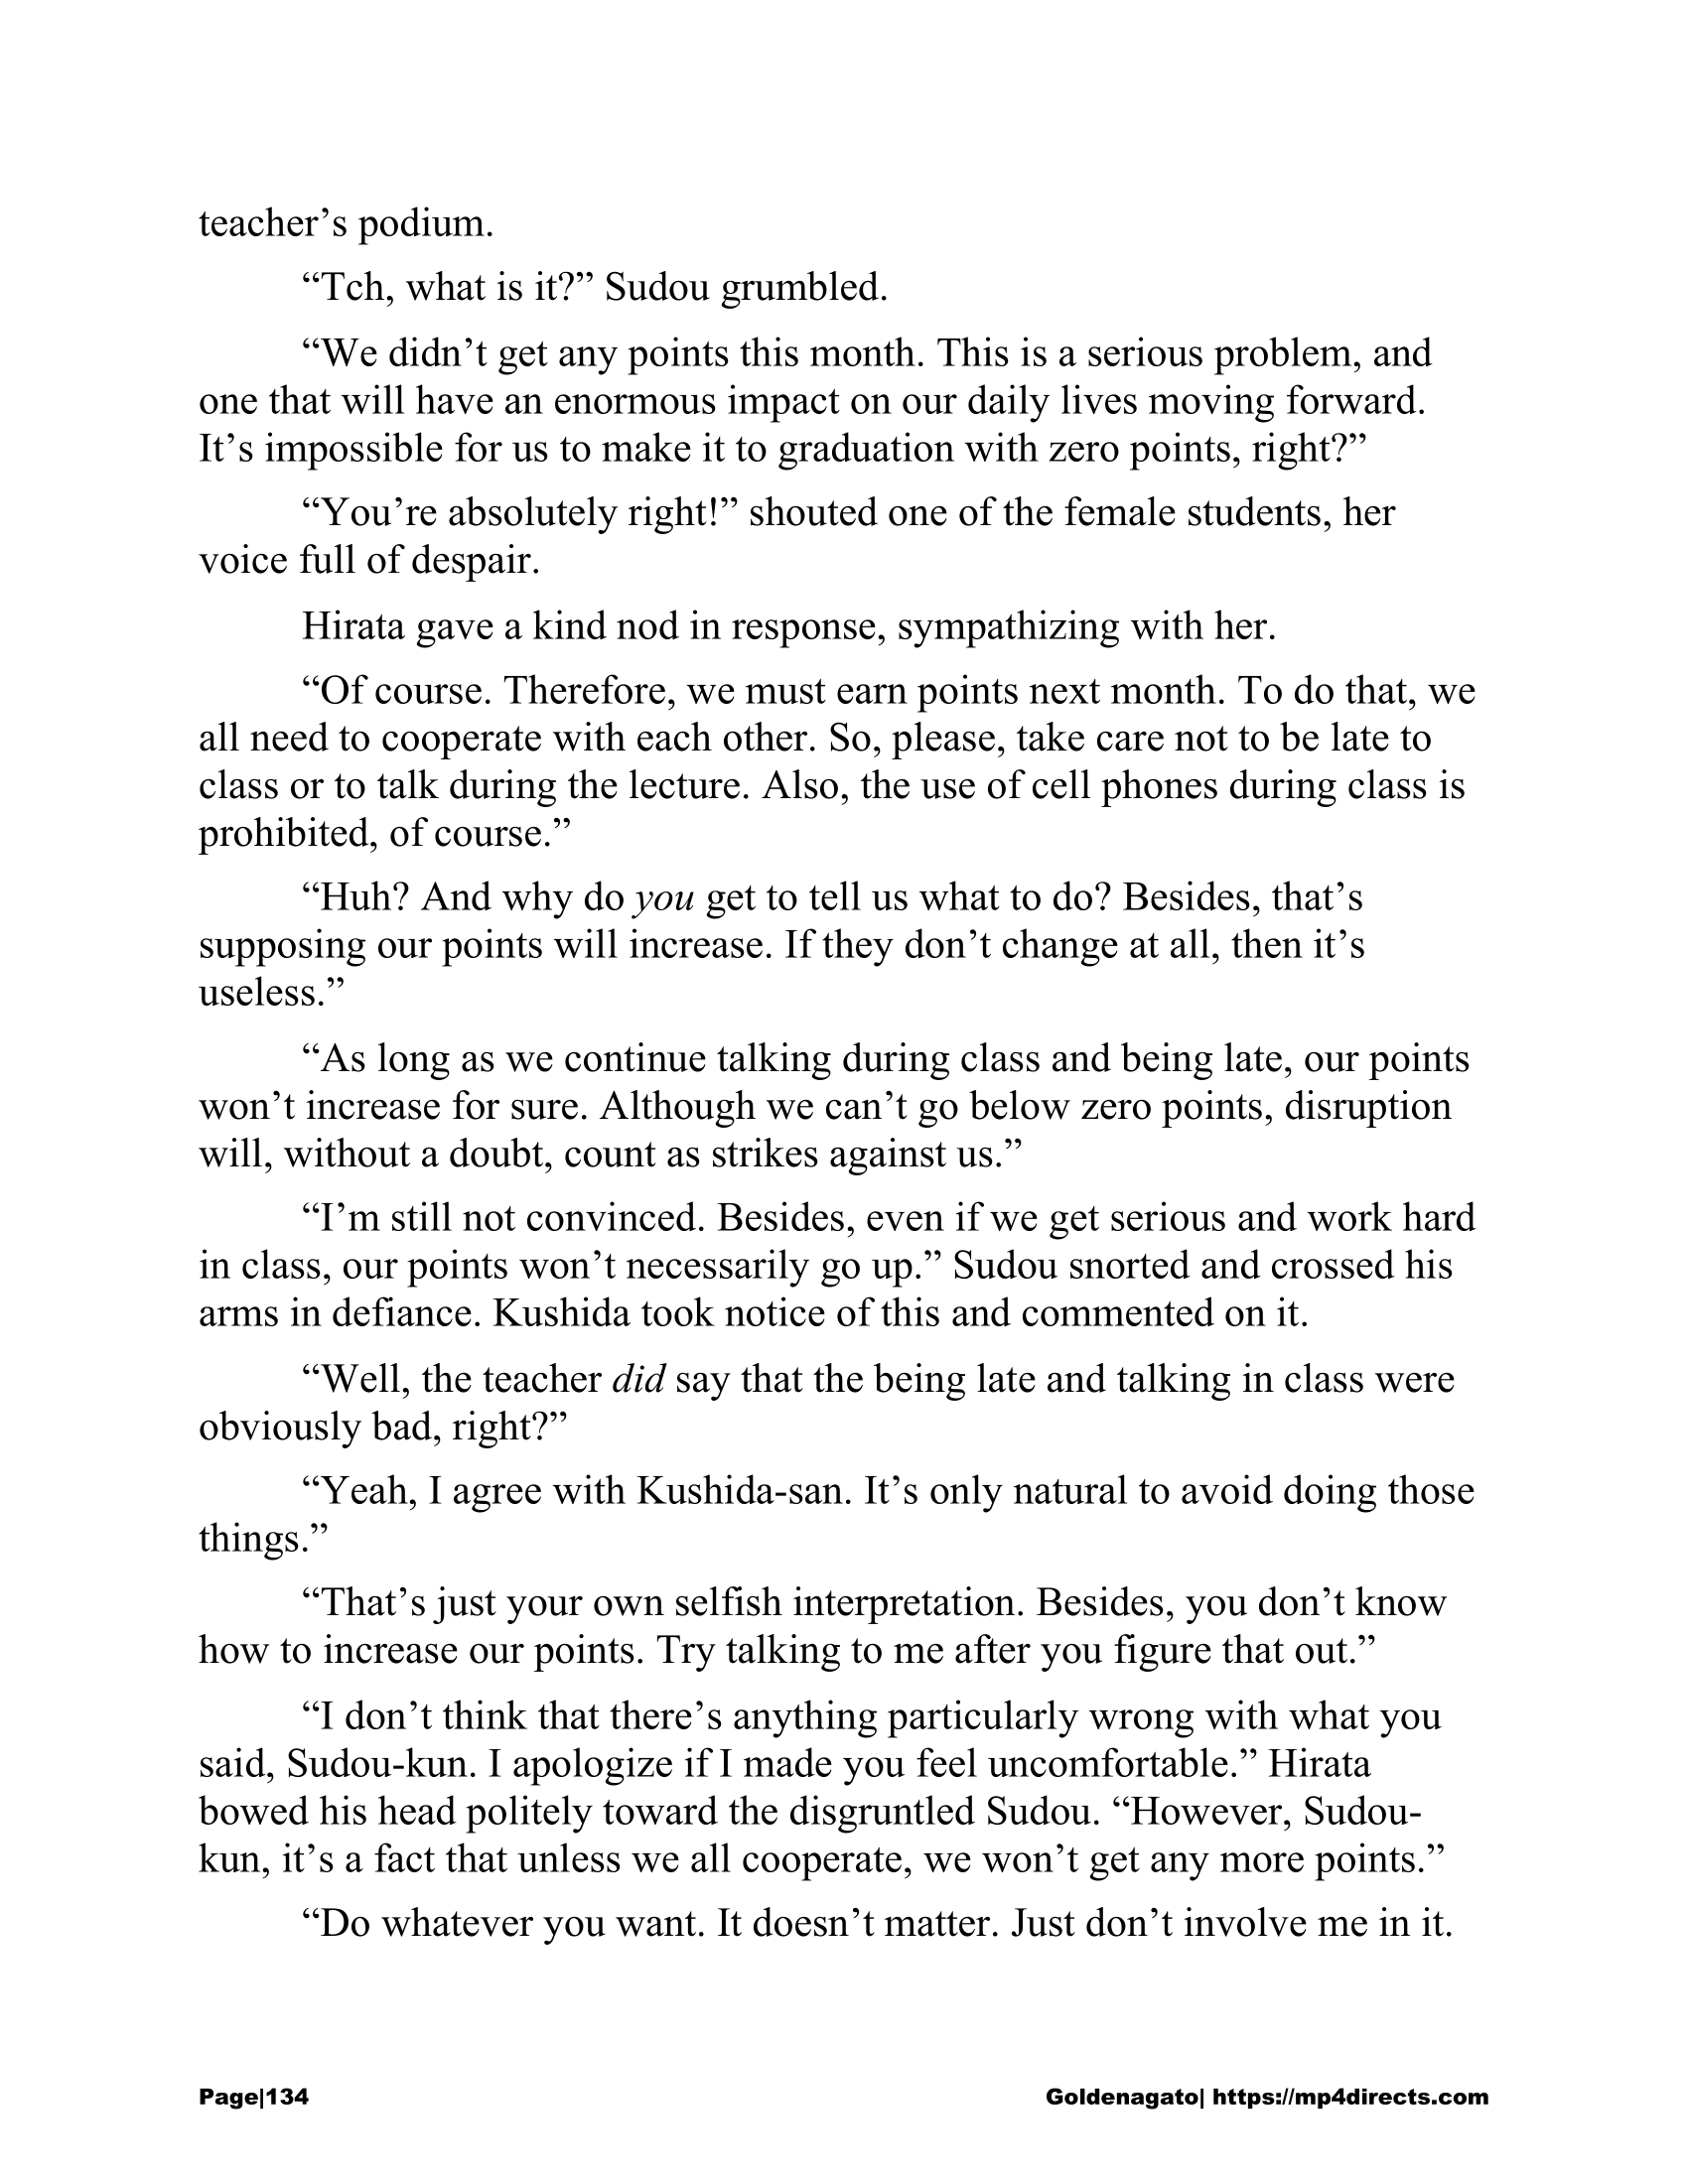 teacher’s podium.
“Tch, what is it?” Sudou grumbled.
“We didn’t get any points this month. This is a serious problem, and
one that will have an enormous impact on our daily lives moving forward.
It’s impossible for us to make it to graduation with zero points, right?”
“You’re absolutely right!” shouted one of the female students, her
voice full of despair.
Hirata gave a kind nod in response, sympathizing with her.
“Of course. Therefore, we must earn points next month. To do that, we
all need to cooperate with each other. So, please, take care not to be late to
class or to talk during the lecture. Also, the use of cell phones during class is
prohibited, of course.”
“Huh? And why do you get to tell us what to do? Besides, that’s
supposing our points will increase. If they don’t change at all, then it’s
useless.”
“As long as we continue talking during class and being late, our points
won’t increase for sure. Although we can’t go below zero points, disruption
will, without a doubt, count as strikes against us.”
“I’m still not convinced. Besides, even if we get serious and work hard
in class, our points won’t necessarily go up.” Sudou snorted and crossed his
arms in defiance. Kushida took notice of this and commented on it.
“Well, the teacher did say that the being late and talking in class were
obviously bad, right?”
“Yeah, I agree with Kushida-san. It’s only natural to avoid doing those
things.”
“That’s just your own selfish interpretation. Besides, you don’t know
how to increase our points. Try talking to me after you figure that out.”
“I don’t think that there’s anything particularly wrong with what you
said, Sudou-kun. I apologize if I made you feel uncomfortable.” Hirata
bowed his head politely toward the disgruntled Sudou. “However, Sudou-
kun, it’s a fact that unless we all cooperate, we won’t get any more points.”
“Do whatever you want. It doesn’t matter. Just don’t involve me in it.
Page|134 Goldenagato| https://mp4directs.com